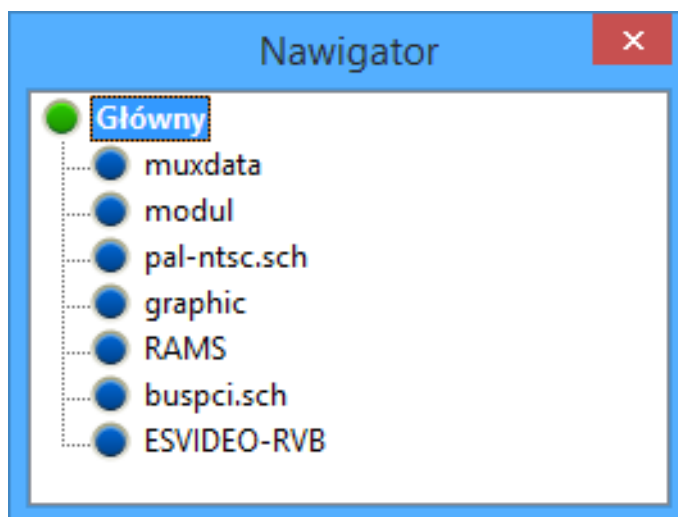 Nawigator
Główny
muxdata
modul
pal-ntsc.sch
graphic
RAMS
buspci.sch
ESVIDEO-RVB